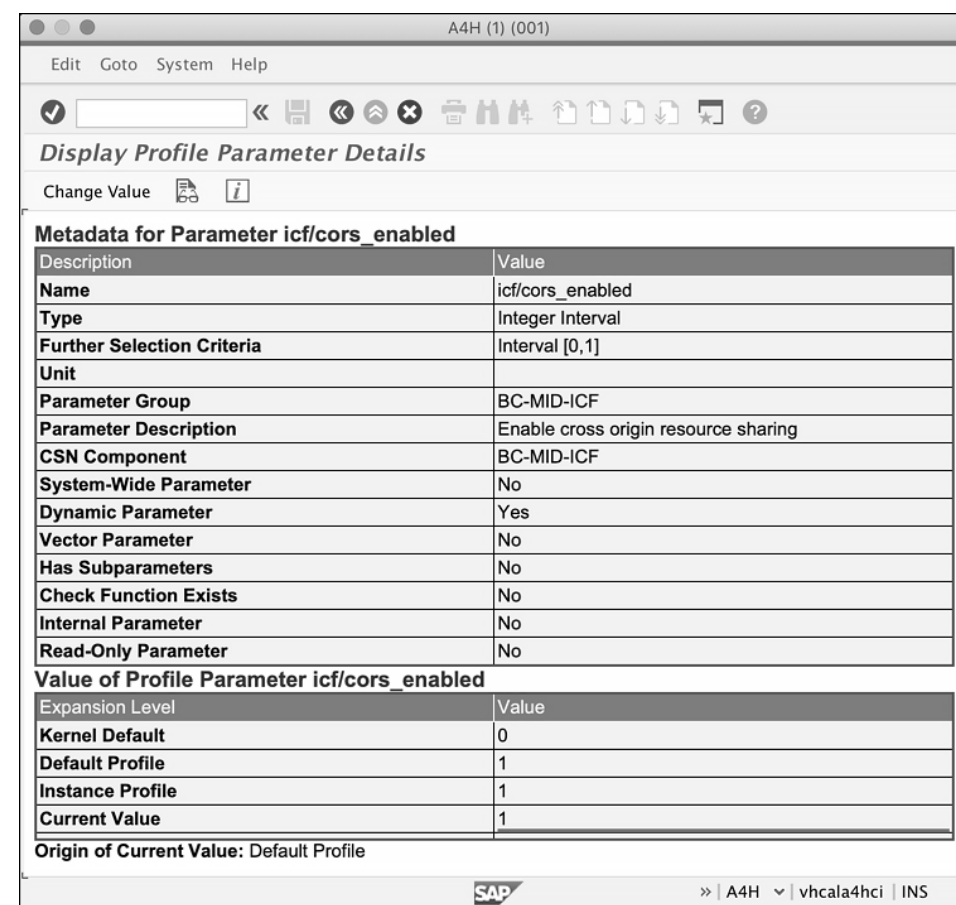 A4H (1) (001)
Edit Goto System Help
Display Profile Parameter Details
Change Value
Metadata for Parameter icf/cors_enabled
Description Value
Name icf/cors_enabled
Type Integer Interval
Further Selection Criteria Interval [0,1]
Unit
Parameter Group BC-MID-ICF
Parameter Description Enable cross origin resource sharing
CSN Component BC-MID-ICF
System-Wide Parameter No
Dynamic Parameter Yes
Vector Parameter No
Has Subparameters No
Check Function Exists No
Internal Parameter No
Read-Only Parameter No
Value of Profile Parameter icf/cors_enabled
Expansion Level Value
Kernel Default 0
Default Profile 1
Instance Profile 1
Current Value 1
Origin of Current Value: Default Profile
SAP » | A4H | vhcala4hci | INS